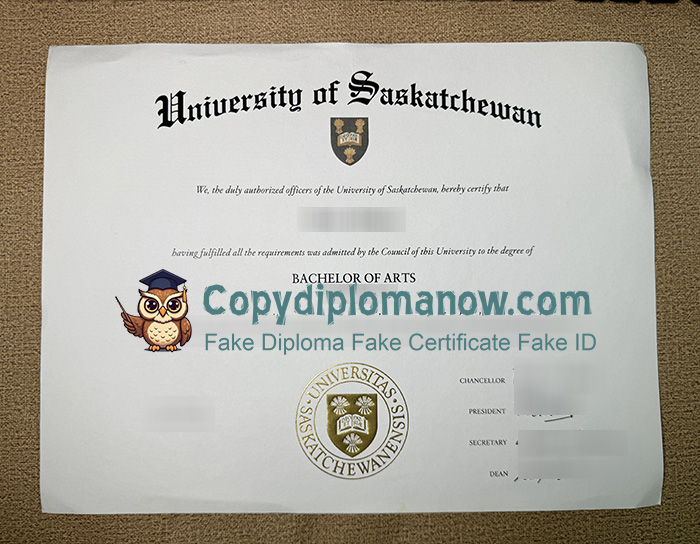 University of Saskatchewan
We, the duly authorized officers of the University of Saskatchewan, hereby certify that
having fulfilled all the requirements was admitted by the Council of this University to the degree of
BACHELOR OF ARTS
Copydiplomanow.com
Fake Diploma Fake Certificate Fake ID
UNIVERSITAS SASKATCHEWANENSIS
CHANCELLOR
PRESIDENT
SECRETARY
DEAN